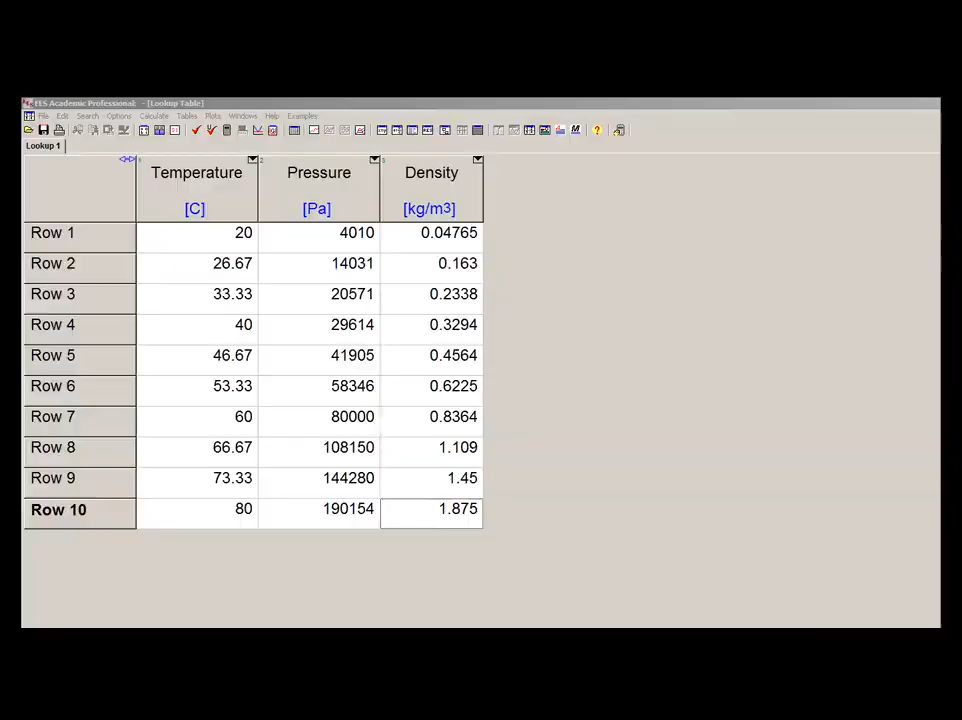 EES Academic Professional: - [Lookup Table]
File Edit Search Options Calculate Tables Plots Windows Help Examples
Lookup 1
1 2 3
Temperature Pressure Density
[C] [Pa] [kg/m3]
Row 1 20 4010 0.04765
Row 2 26.67 14031 0.163
Row 3 33.33 20571 0.2338
Row 4 40 29614 0.3294
Row 5 46.67 41905 0.4564
Row 6 53.33 58346 0.6225
Row 7 60 80000 0.8364
Row 8 66.67 108150 1.109
Row 9 73.33 144280 1.45
Row 10 80 190154 1.875